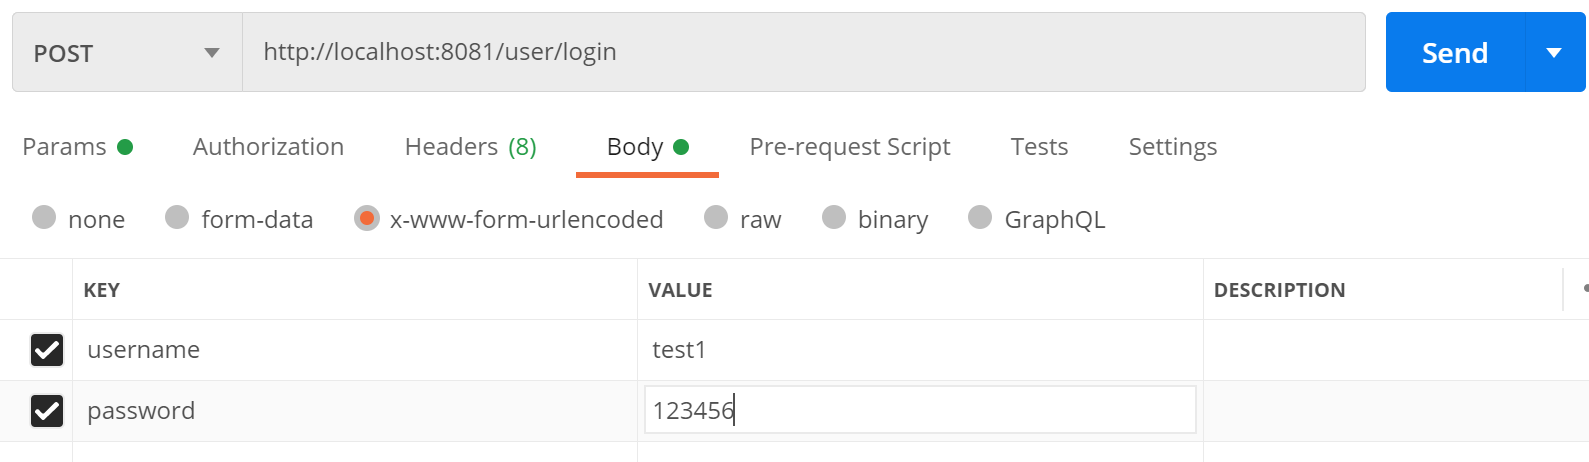 POST http://localhost:8081/user/login Send
Params Authorization Headers (8) Body Pre-request Script Tests Settings
none form-data x-www-form-urlencoded raw binary GraphQL
KEY VALUE DESCRIPTION
username test1
password 123456